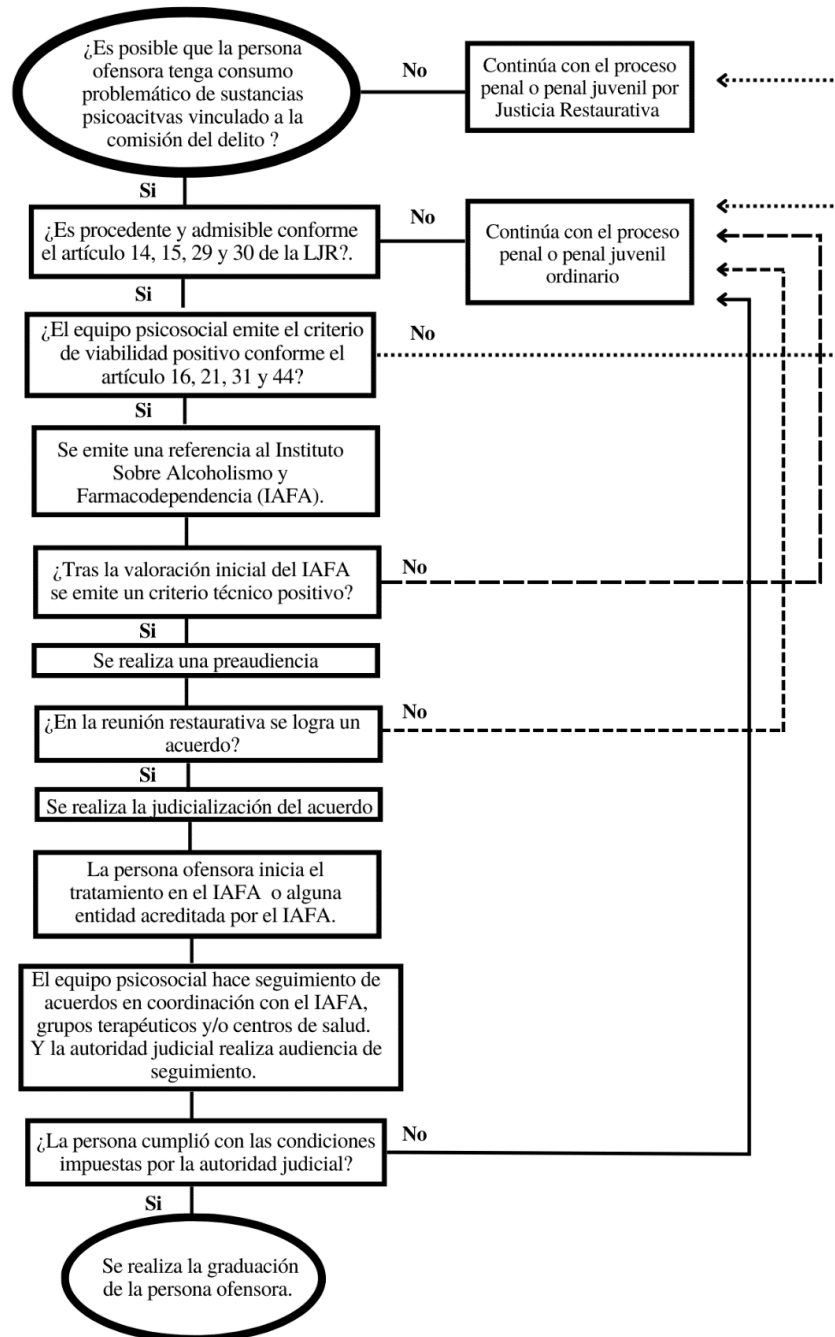 ¿Es posible que la persona
ofensora tenga consumo
problemático de sustancias
psicoacitvas vinculado a la
comisión del delito ?
No
Continúa con el proceso
penal o penal juvenil por
Justicia Restaurativa
Si
¿Es procedente y admisible conforme
el artículo 14, 15, 29 y 30 de la LJR?.
No
Continúa con el proceso
penal o penal juvenil
ordinario
Si
¿El equipo psicosocial emite el criterio
de viabilidad positivo conforme el
artículo 16, 21, 31 y 44?
No
Si
Se emite una referencia al Instituto
Sobre Alcoholismo y
Farmacodependencia (IAFA).
¿Tras la valoración inicial del IAFA
se emite un criterio técnico positivo?
No
Si
Se realiza una preaudiencia
¿En la reunión restaurativa se logra un
acuerdo?
No
Si
Se realiza la judicialización del acuerdo
La persona ofensora inicia el
tratamiento en el IAFA o alguna
entidad acreditada por el IAFA.
El equipo psicosocial hace seguimiento de
acuerdos en coordinación con el IAFA,
grupos terapéuticos y/o centros de salud.
Y la autoridad judicial realiza audiencia de
seguimiento.
¿La persona cumplió con las condiciones
impuestas por la autoridad judicial?
No
Si
Se realiza la graduación
de la persona ofensora.